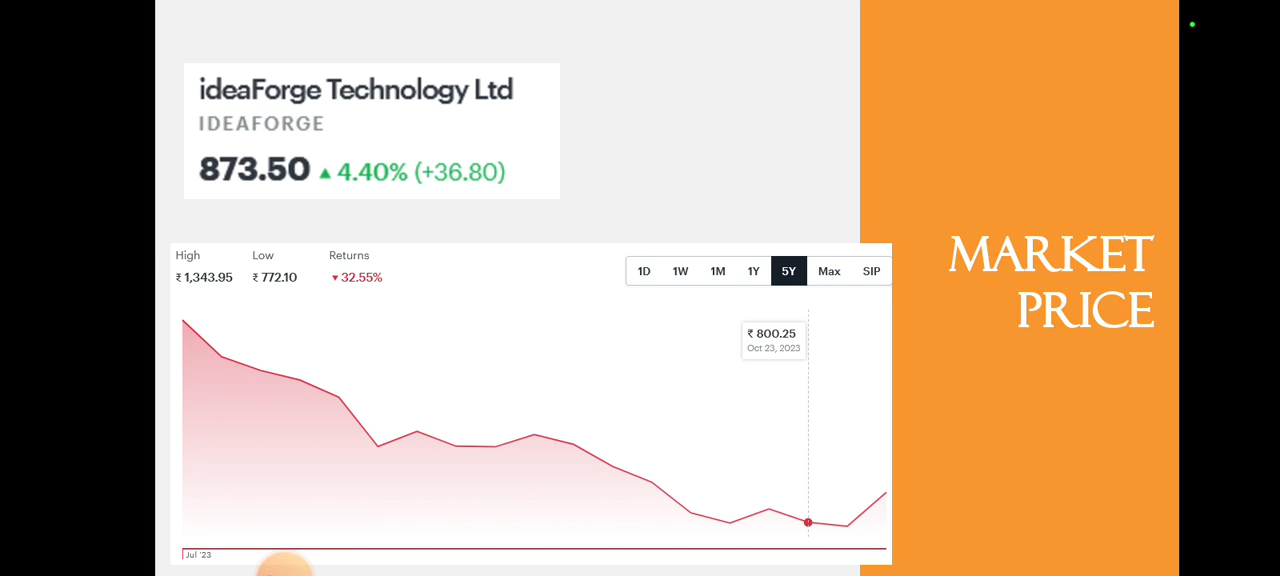 ideaForge Technology Ltd
IDEAFORGE
873.50 ▲ 4.40% (+36.80)
High Low Returns
₹ 1,343.95 ₹ 772.10 ▼ 32.55%
1D 1W 1M 1Y 5Y Max SIP
₹ 800.25
Oct 23, 2023
Jul '23
MARKET
PRICE